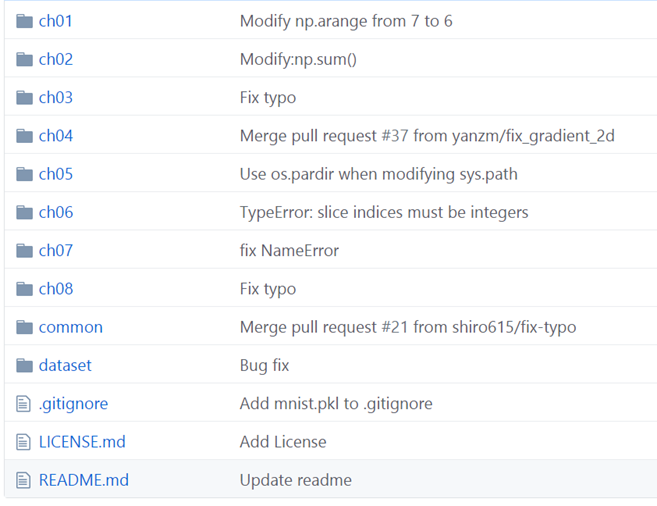 ch01 Modify np.arange from 7 to 6
ch02 Modify:np.sum()
ch03 Fix typo
ch04 Merge pull request #37 from yanzm/fix_gradient_2d
ch05 Use os.pardir when modifying sys.path
ch06 TypeError: slice indices must be integers
ch07 fix NameError
ch08 Fix typo
common Merge pull request #21 from shiro615/fix-typo
dataset Bug fix
.gitignore Add mnist.pkl to .gitignore
LICENSE.md Add License
README.md Update readme